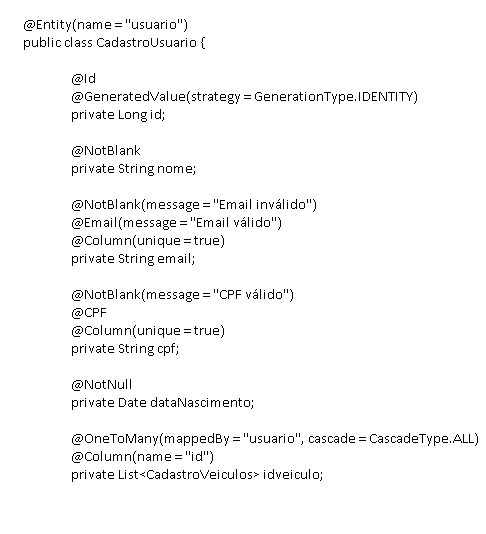 @Entity(name="usuario")
public class CadastroUsuario {
@Id
@GeneratedValue(strategy=GenerationType.IDENTITY)
private Long id;
@NotBlank
private String nome;
@NotBlank(message="Email inválido")
@Email(message="Email válido")
@Column(unique=true)
private String email;
@NotBlank(message="CPF válido")
@CPF
@Column(unique=true)
private String cpf;
@NotNull
private Date dataNascimento;
@OneToMany(mappedBy="usuario", cascade=CascadeType.ALL)
@Column(name="id")
private List<CadastroVeiculos> idveiculo;